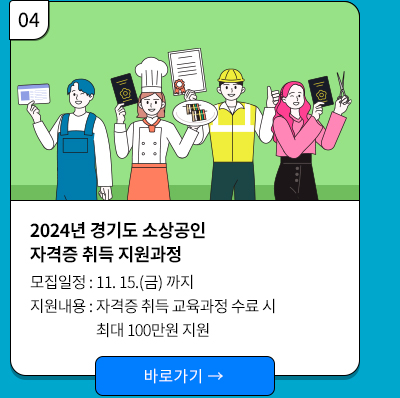 04
2024년 경기도 소상공인
자격증 취득 지원과정
모집일정 : 11. 15.(금) 까지
지원내용 : 자격증 취득 교육과정 수료 시
최대 100만원 지원
바로가기 →